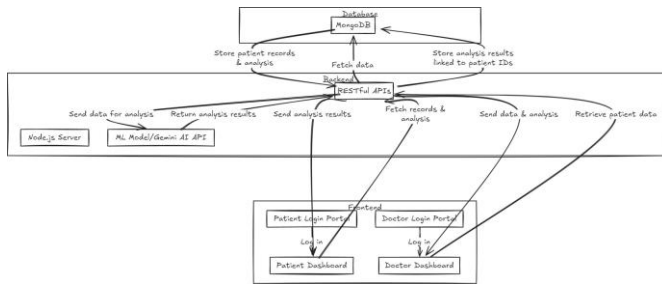 Database
MongoDB
Store patient records
& analysis
Fetch data
Store analysis results
linked to patient IDs
Backend
RESTful APIs
Send data for analysis
Return analysis results
Send analysis results
Fetch records &
analysis
Send data & analysis
Retrieve patient data
Node.js Server
ML Model/Gemini AI API
Frontend
Patient Login Portal
Doctor Login Portal
Log in
Log in
Patient Dashboard
Doctor Dashboard